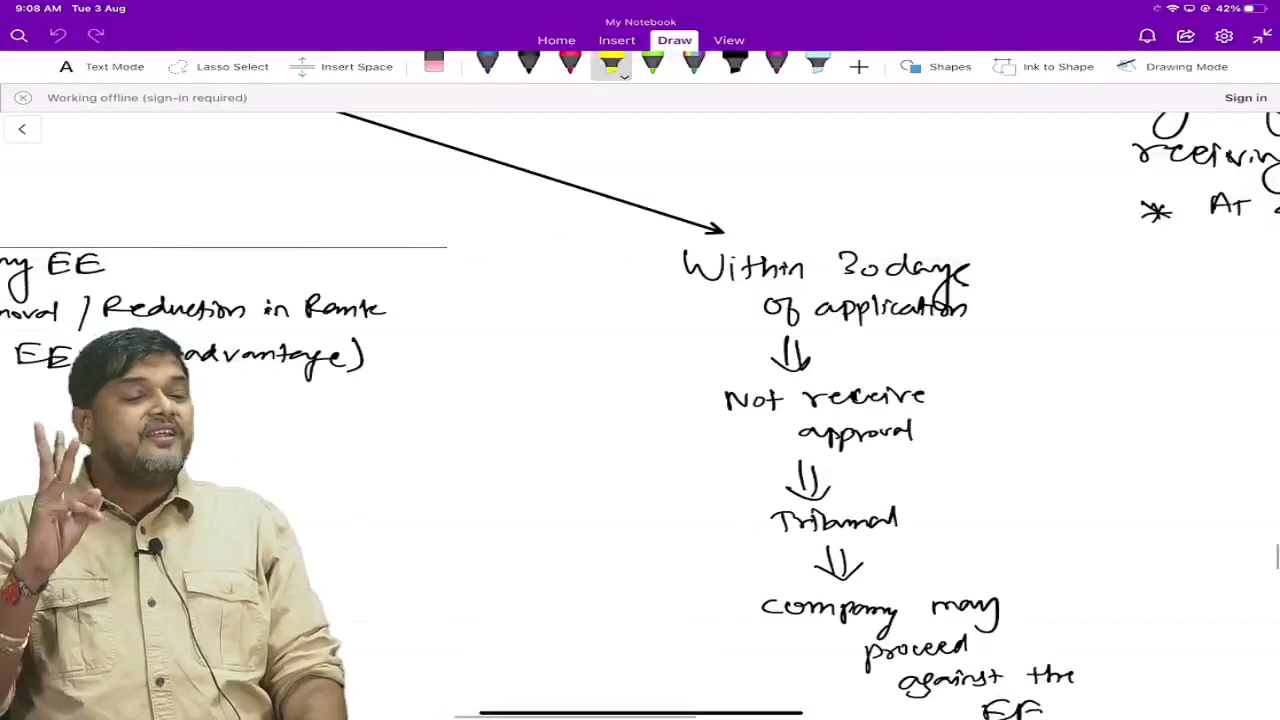 9:08 AM Tue 3 Aug
42%
My Notebook
Home Insert Draw View
Text Mode Lasso Select Insert Space Shapes Ink to Shape Drawing Mode
Working offline (sign-in required) Sign in
receiving
* AT
EE
Reduction in Rank
EE advantage)
Within 30 days
of application
Not receive
approval
Tribunal
company may
proceed
against the
EE